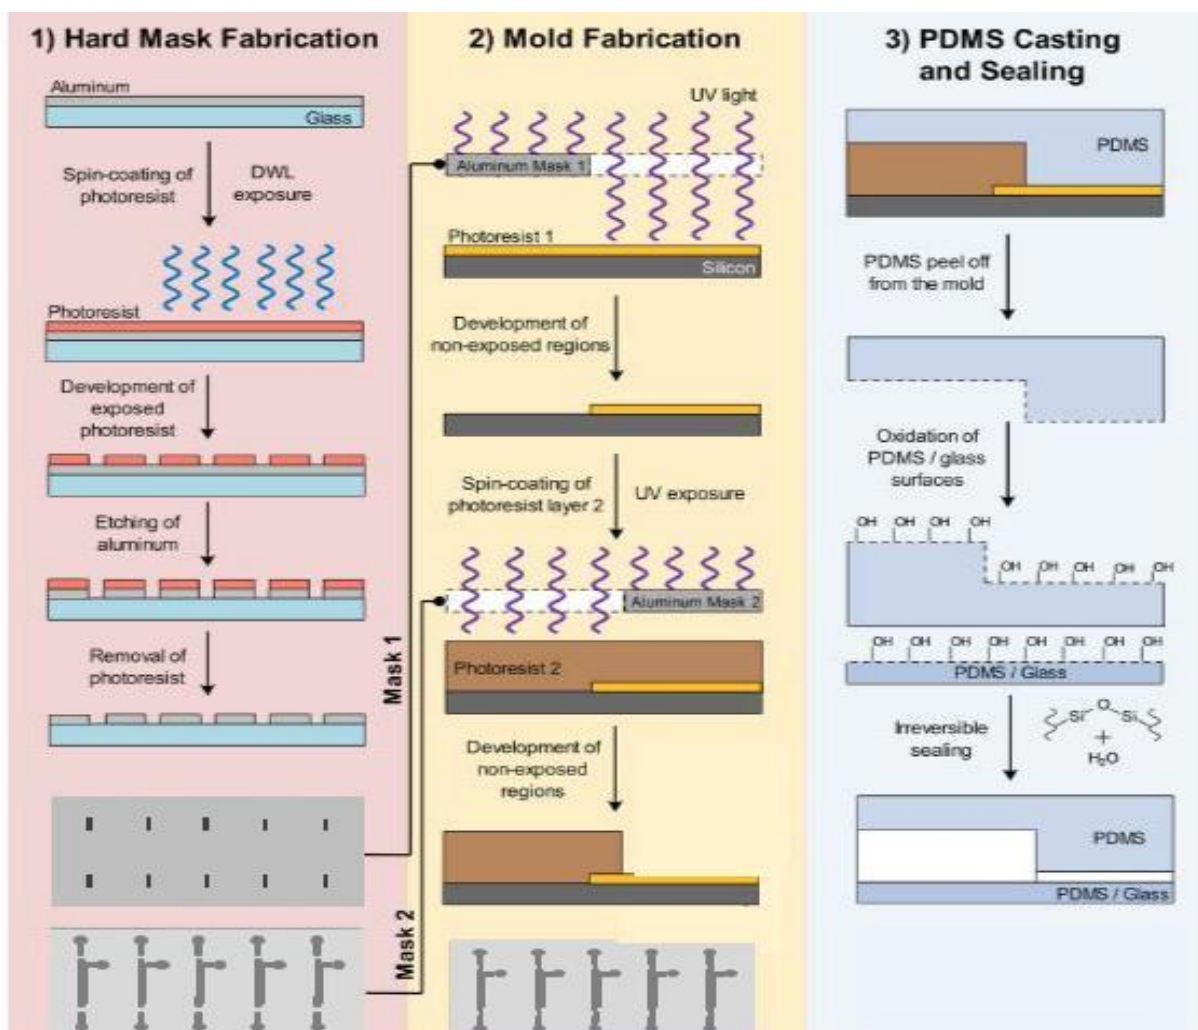 1) Hard Mask Fabrication
Aluminum
Glass
Spin-coating of
photoresist
DWL
exposure
Photoresist
Development of
exposed
photoresist
Etching of
aluminum
Removal of
photoresist
Mask 1
Mask 2
2) Mold Fabrication
UV light
Aluminum Mask 1
Photoresist 1
Silicon
Development of
non-exposed regions
Spin-coating of
photoresist layer 2
UV exposure
Aluminum Mask 2
Photoresist 2
Development of
non-exposed
regions
3) PDMS Casting
and Sealing
PDMS
PDMS peel off
from the mold
Oxidation of
PDMS / glass
surfaces
OH OH OH OH
OH OH OH OH OH
OH OH OH OH OH OH OH
PDMS / Glass
Irreversible
sealing
O
Si Si
+
H₂O
PDMS
PDMS / Glass